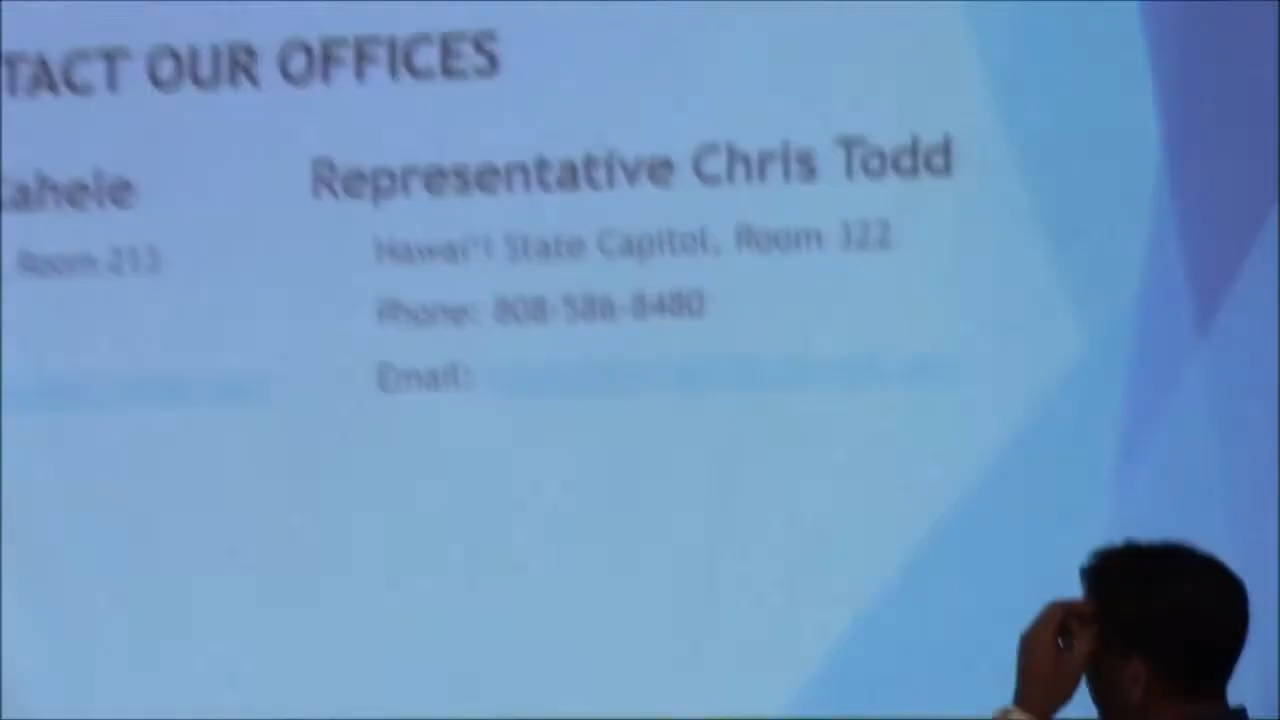 TACT OUR OFFICES
ahele
Room 213
Representative Chris Todd
Hawai'i State Capitol, Room 322
Phone: 808-586-8480
Email: